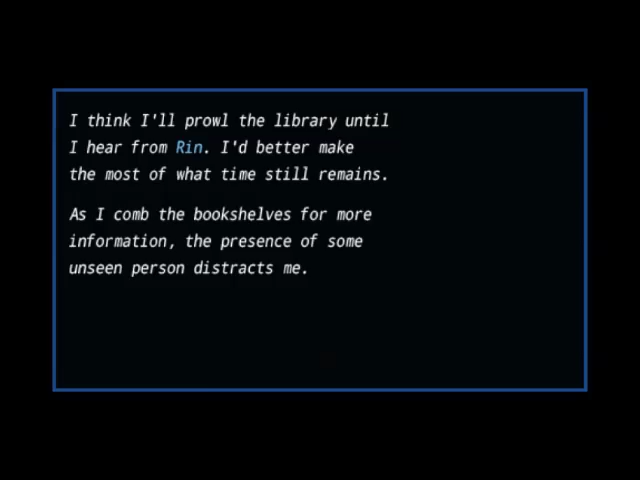 I think I'll prowl the library until
I hear from Rin. I'd better make
the most of what time still remains.
As I comb the bookshelves for more
information, the presence of some
unseen person distracts me.